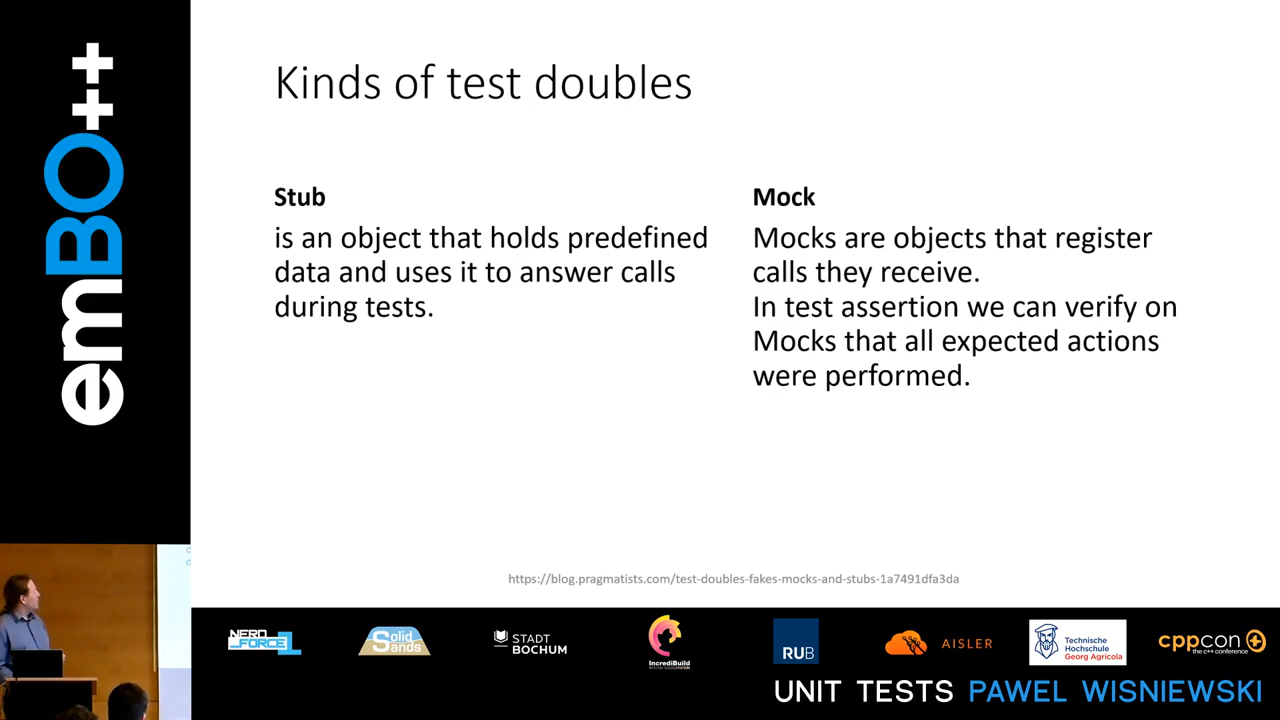 emBO++
Kinds of test doubles
Stub
is an object that holds predefined
data and uses it to answer calls
during tests.
Mock
Mocks are objects that register
calls they receive.
In test assertion we can verify on
Mocks that all expected actions
were performed.
https://blog.pragmatists.com/test-doubles-fakes-mocks-and-stubs-1a7491dfa3da
NERD
FORCE1
Solid
Sands
STADT
BOCHUM
IncrediBuild
RUB
AISLER
Technische
Hochschule
Georg Agricola
cppcon
the c++ conference
UNIT TESTS PAWEL WISNIEWSKI